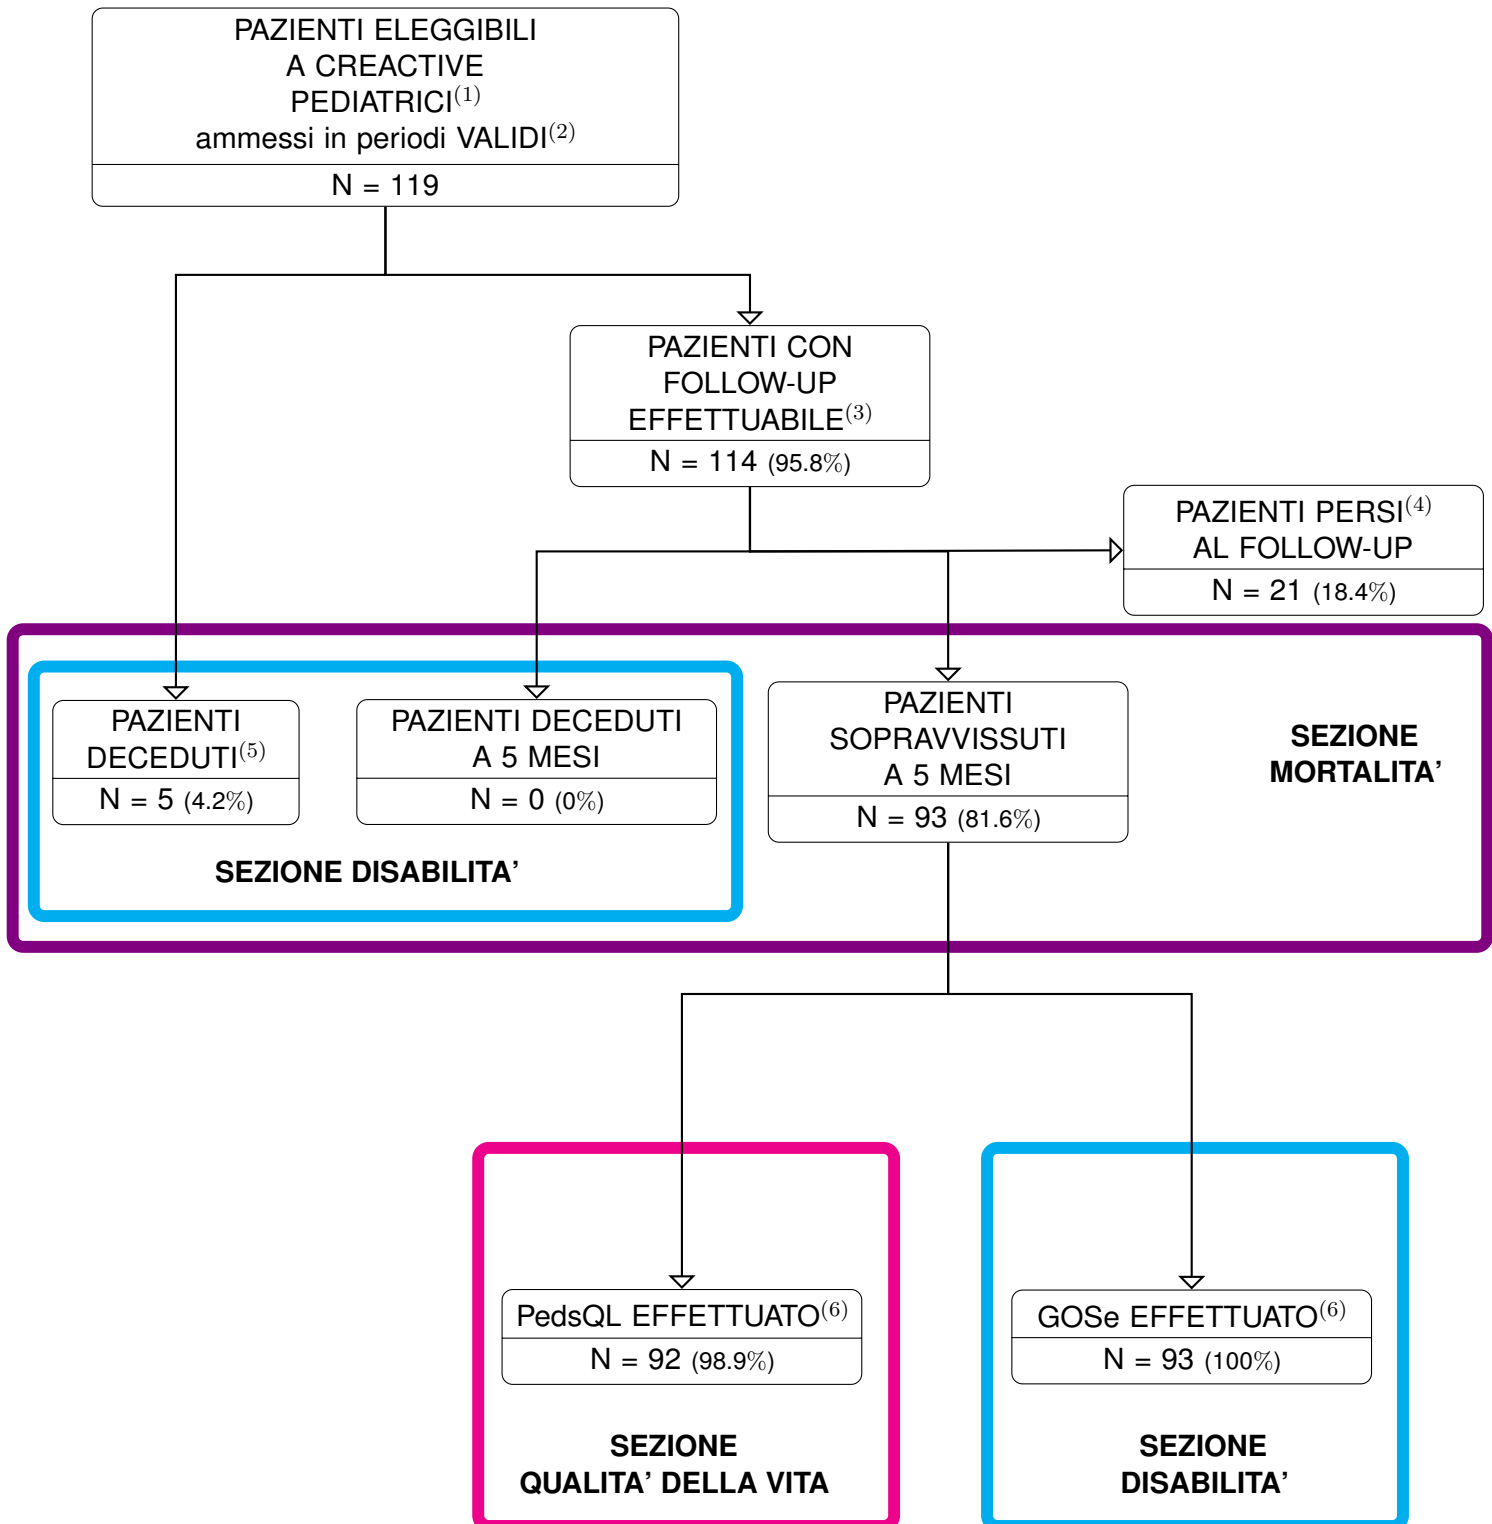 PAZIENTI ELEGGIBILI
A CREACTIVE
PEDIATRICI(1)
ammessi in periodi VALIDI(2)
N = 119
PAZIENTI CON
FOLLOW-UP
EFFETTUABILE(3)
N = 114 (95.8%)
PAZIENTI PERSI(4)
AL FOLLOW-UP
N = 21 (18.4%)
PAZIENTI
DECEDUTI(5)
N = 5 (4.2%)
PAZIENTI DECEDUTI
A 5 MESI
N = 0 (0%)
SEZIONE DISABILITA’
PAZIENTI
SOPRAVVISSUTI
A 5 MESI
N = 93 (81.6%)
SEZIONE
MORTALITA’
PedsQL EFFETTUATO(6)
N = 92 (98.9%)
SEZIONE
QUALITA’ DELLA VITA
GOSe EFFETTUATO(6)
N = 93 (100%)
SEZIONE
DISABILITA’